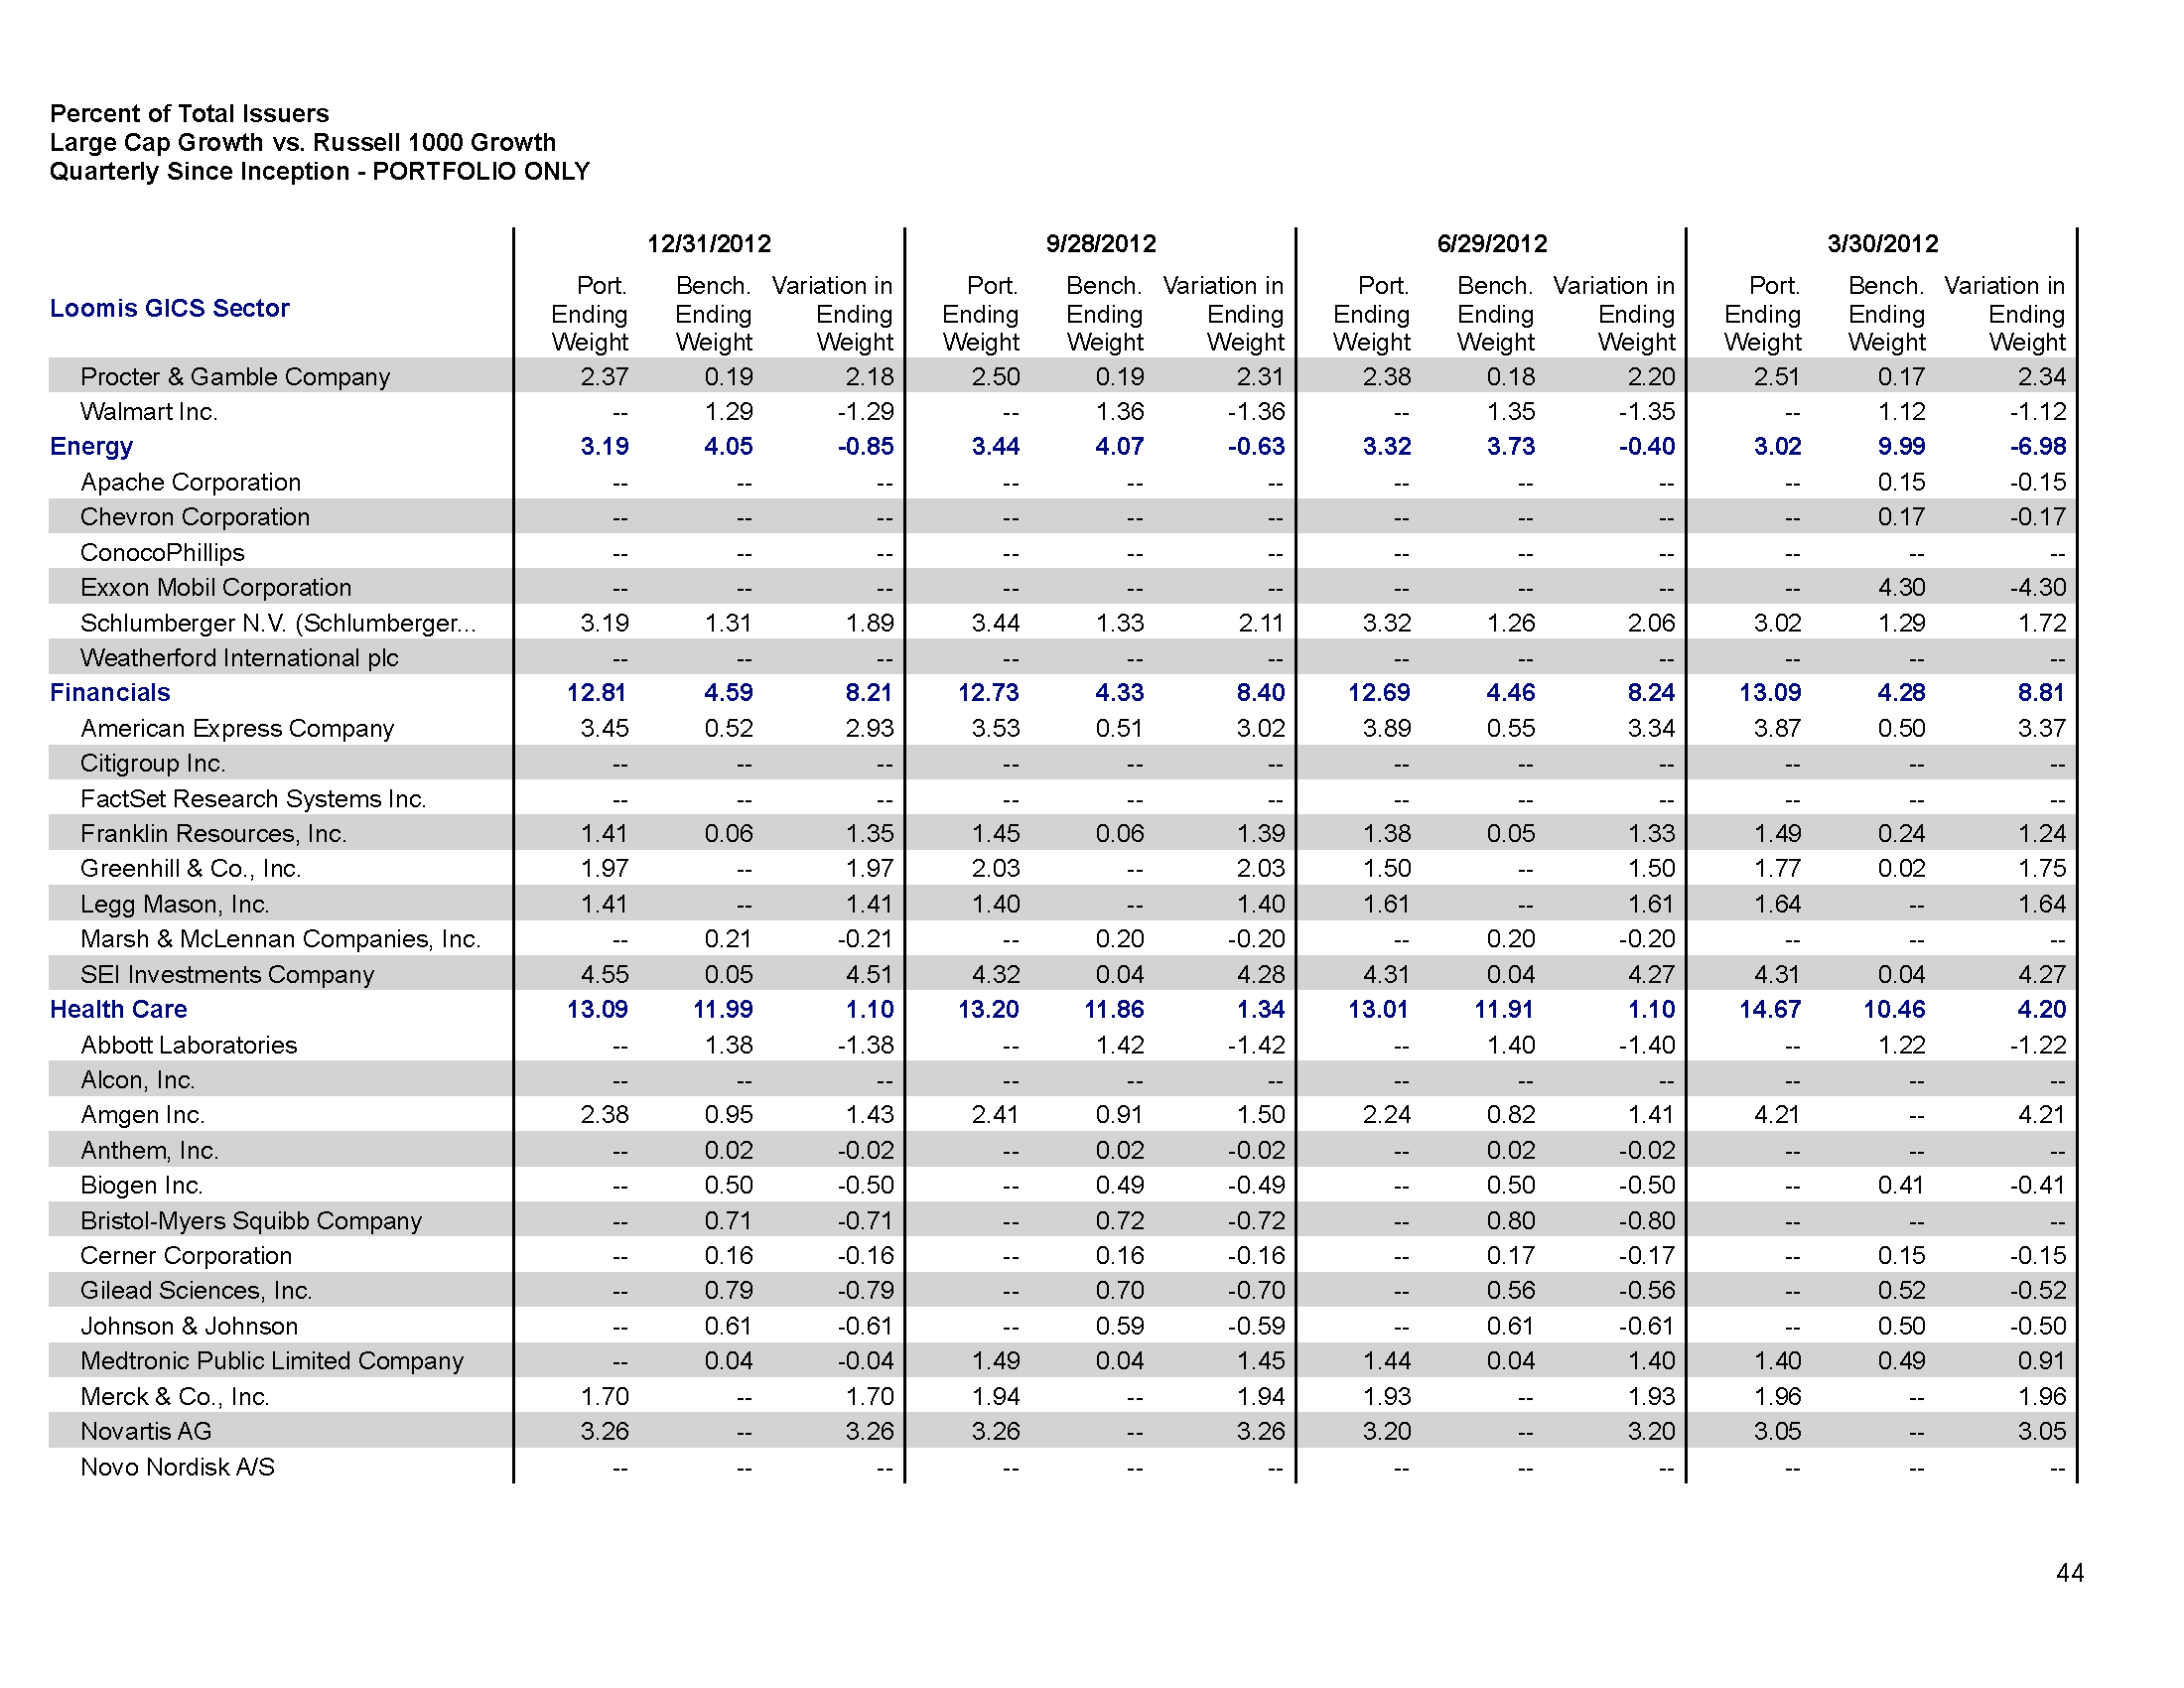 Percent of Total Issuers
Large Cap Growth vs. Russell 1000 Growth
Quarterly Since Inception - PORTFOLIO ONLY
12/31/2012 9/28/2012 6/29/2012 3/30/2012
Loomis GICS Sector
Port. Bench. Variation in Port. Bench. Variation in Port. Bench. Variation in Port. Bench. Variation in
Ending Ending Ending Ending Ending Ending Ending Ending Ending Ending Ending Ending
Weight Weight Weight Weight Weight Weight Weight Weight Weight Weight Weight Weight
Procter & Gamble Company 2.37 0.19 2.18 2.50 0.19 2.31 2.38 0.18 2.20 2.51 0.17 2.34
Walmart Inc. -- 1.29 -1.29 -- 1.36 -1.36 -- 1.35 -1.35 -- 1.12 -1.12
Energy 3.19 4.05 -0.85 3.44 4.07 -0.63 3.32 3.73 -0.40 3.02 9.99 -6.98
Apache Corporation -- -- -- -- -- -- -- -- -- -- 0.15 -0.15
Chevron Corporation -- -- -- -- -- -- -- -- -- -- 0.17 -0.17
ConocoPhillips -- -- -- -- -- -- -- -- -- -- -- --
Exxon Mobil Corporation -- -- -- -- -- -- -- -- -- -- 4.30 -4.30
Schlumberger N.V. (Schlumberger... 3.19 1.31 1.89 3.44 1.33 2.11 3.32 1.26 2.06 3.02 1.29 1.72
Weatherford International plc -- -- -- -- -- -- -- -- -- -- -- --
Financials 12.81 4.59 8.21 12.73 4.33 8.40 12.69 4.46 8.24 13.09 4.28 8.81
American Express Company 3.45 0.52 2.93 3.53 0.51 3.02 3.89 0.55 3.34 3.87 0.50 3.37
Citigroup Inc. -- -- -- -- -- -- -- -- -- -- -- --
FactSet Research Systems Inc. -- -- -- -- -- -- -- -- -- -- -- --
Franklin Resources, Inc. 1.41 0.06 1.35 1.45 0.06 1.39 1.38 0.05 1.33 1.49 0.24 1.24
Greenhill & Co., Inc. 1.97 -- 1.97 2.03 -- 2.03 1.50 -- 1.50 1.77 0.02 1.75
Legg Mason, Inc. 1.41 -- 1.41 1.40 -- 1.40 1.61 -- 1.61 1.64 -- 1.64
Marsh & McLennan Companies, Inc. -- 0.21 -0.21 -- 0.20 -0.20 -- 0.20 -0.20 -- -- --
SEI Investments Company 4.55 0.05 4.51 4.32 0.04 4.28 4.31 0.04 4.27 4.31 0.04 4.27
Health Care 13.09 11.99 1.10 13.20 11.86 1.34 13.01 11.91 1.10 14.67 10.46 4.20
Abbott Laboratories -- 1.38 -1.38 -- 1.42 -1.42 -- 1.40 -1.40 -- 1.22 -1.22
Alcon, Inc. -- -- -- -- -- -- -- -- -- -- -- --
Amgen Inc. 2.38 0.95 1.43 2.41 0.91 1.50 2.24 0.82 1.41 4.21 -- 4.21
Anthem, Inc. -- 0.02 -0.02 -- 0.02 -0.02 -- 0.02 -0.02 -- -- --
Biogen Inc. -- 0.50 -0.50 -- 0.49 -0.49 -- 0.50 -0.50 -- 0.41 -0.41
Bristol-Myers Squibb Company -- 0.71 -0.71 -- 0.72 -0.72 -- 0.80 -0.80 -- -- --
Cerner Corporation -- 0.16 -0.16 -- 0.16 -0.16 -- 0.17 -0.17 -- 0.15 -0.15
Gilead Sciences, Inc. -- 0.79 -0.79 -- 0.70 -0.70 -- 0.56 -0.56 -- 0.52 -0.52
Johnson & Johnson -- 0.61 -0.61 -- 0.59 -0.59 -- 0.61 -0.61 -- 0.50 -0.50
Medtronic Public Limited Company -- 0.04 -0.04 1.49 0.04 1.45 1.44 0.04 1.40 1.40 0.49 0.91
Merck & Co., Inc. 1.70 -- 1.70 1.94 -- 1.94 1.93 -- 1.93 1.96 -- 1.96
Novartis AG 3.26 -- 3.26 3.26 -- 3.26 3.20 -- 3.20 3.05 -- 3.05
Novo Nordisk A/S -- -- -- -- -- -- -- -- -- -- -- --
44